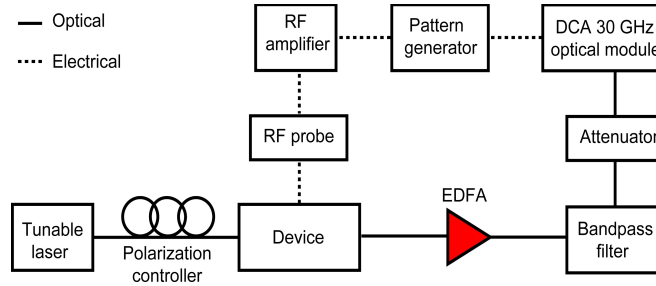 Optical
Electrical
RF
amplifier
Pattern
generator
DCA 30 GHz
optical module
RF probe
Attenuator
EDFA
Tunable
laser
Polarization
controller
Device
Bandpass
filter